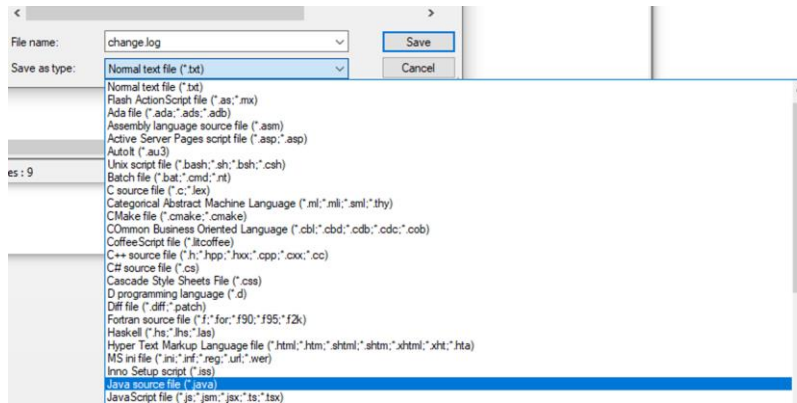 File name:
change.log
Save
Save as type:
Normal text file (*.txt)
Cancel
Normal text file (*.txt)
Flash ActionScript file (*.as;*.mx)
Ada file (*.ada;*.ads;*.adb)
Assembly language source file (*.asm)
Active Server Pages script file (*.asp;*.asp)
AutoIt (*.au3)
Unix script file (*.bash;*.sh;*.bsh;*.csh)
Batch file (*.bat;*.cmd;*.nt)
es : 9
C source file (*.c;*.lex)
Categorical Abstract Machine Language (*.ml;*.mli;*.sml;*.thy)
CMake file (*.cmake;*.cmake)
COmmon Business Oriented Language (*.cbl;*.cbd;*.cdb;*.cdc;*.cob)
CoffeeScript file (*.litcoffee)
C++ source file (*.h;*.hpp;*.hxx;*.cpp;*.cxx;*.cc)
C# source file (*.cs)
Cascade Style Sheets File (*.css)
D programming language (*.d)
Diff file (*.diff;*.patch)
Fortran source file (*.f;*.for;*.f90;*.f95;*.f2k)
Haskell (*.hs;*.lhs;*.las)
Hyper Text Markup Language file (*.html;*.htm;*.shtml;*.shtm;*.xhtml;*.xht;*.hta)
MS ini file (*.ini;*.inf;*.reg;*.url;*.wer)
Inno Setup script (*.iss)
Java source file (*.java)
JavaScript file (*.js;*.jsm;*.jsx;*.ts;*.tsx)